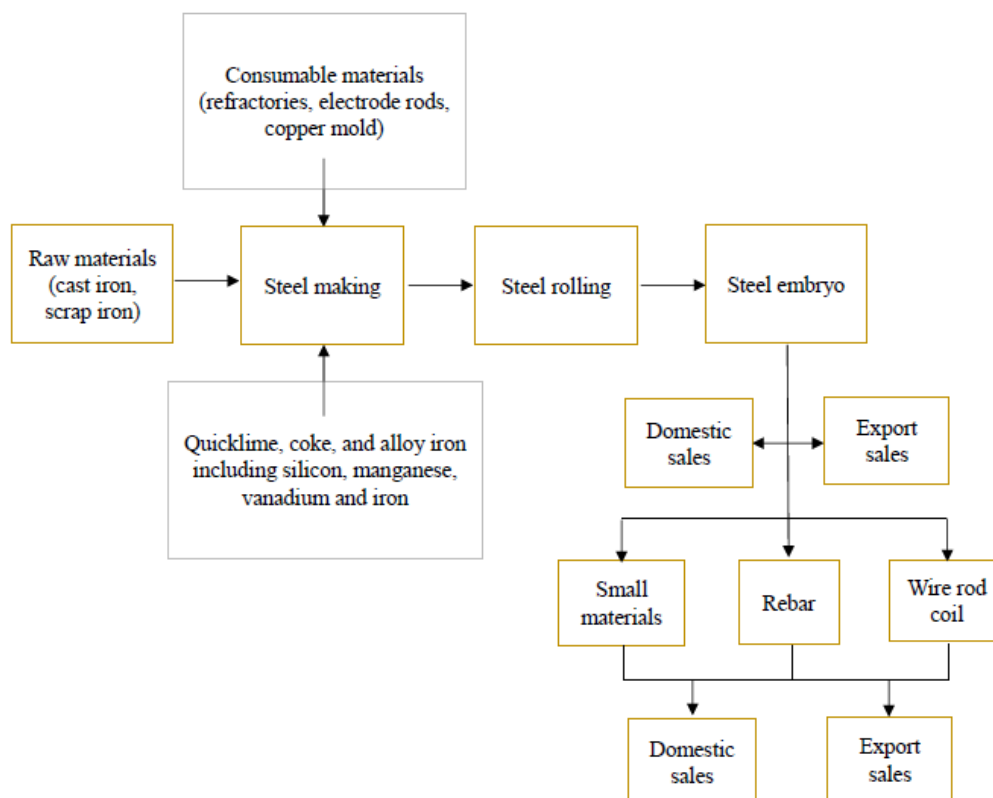 Consumable materials
(refractories, electrode rods,
copper mold)
Raw materials
(cast iron,
scrap iron)
Steel making
Steel rolling
Steel embryo
Quicklime, coke, and alloy iron
including silicon, manganese,
vanadium and iron
Domestic
sales
Export
sales
Small
materials
Rebar
Wire rod
coil
Domestic
sales
Export
sales